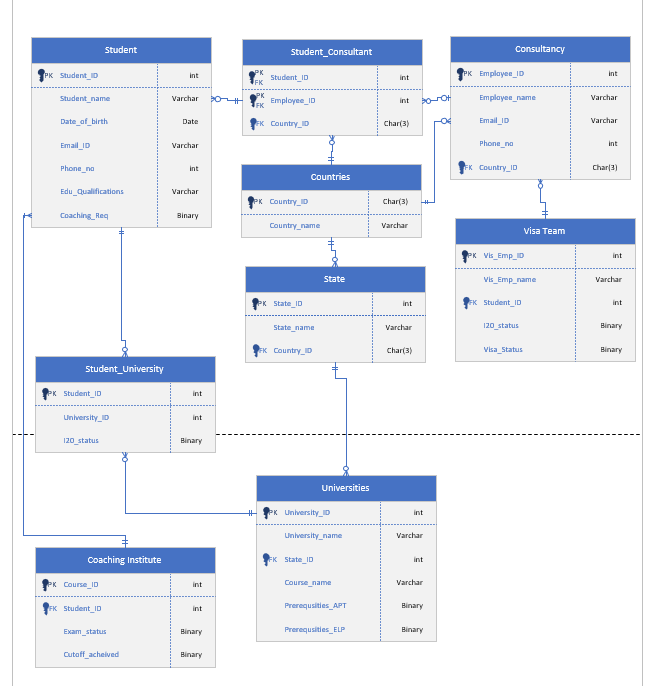 Student
PK Student_ID int
Student_name Varchar
Date_of_birth Date
Email_ID Varchar
Phone_no int
Edu_Qualifications Varchar
Coaching_Req Binary
Student_Consultant
PK FK Student_ID int
PK FK Employee_ID int
FK Country_ID Char(3)
Consultancy
PK Employee_ID int
Employee_name Varchar
Email_ID Varchar
Phone_no int
FK Country_ID Char(3)
Countries
PK Country_ID Char(3)
Country_name Varchar
Visa Team
PK Vis_Emp_ID int
Vis_Emp_name Varchar
FK Student_ID int
I20_status Binary
Visa_Status Binary
State
PK State_ID int
State_name Varchar
FK Country_ID Char(3)
Student_University
PK Student_ID int
University_ID int
I20_status Binary
Universities
PK University_ID int
University_name Varchar
FK State_ID int
Course_name Varchar
Prerequsities_APT Binary
Prerequsities_ELP Binary
Coaching Institute
PK Course_ID int
FK Student_ID int
Exam_status Binary
Cutoff_acheived Binary